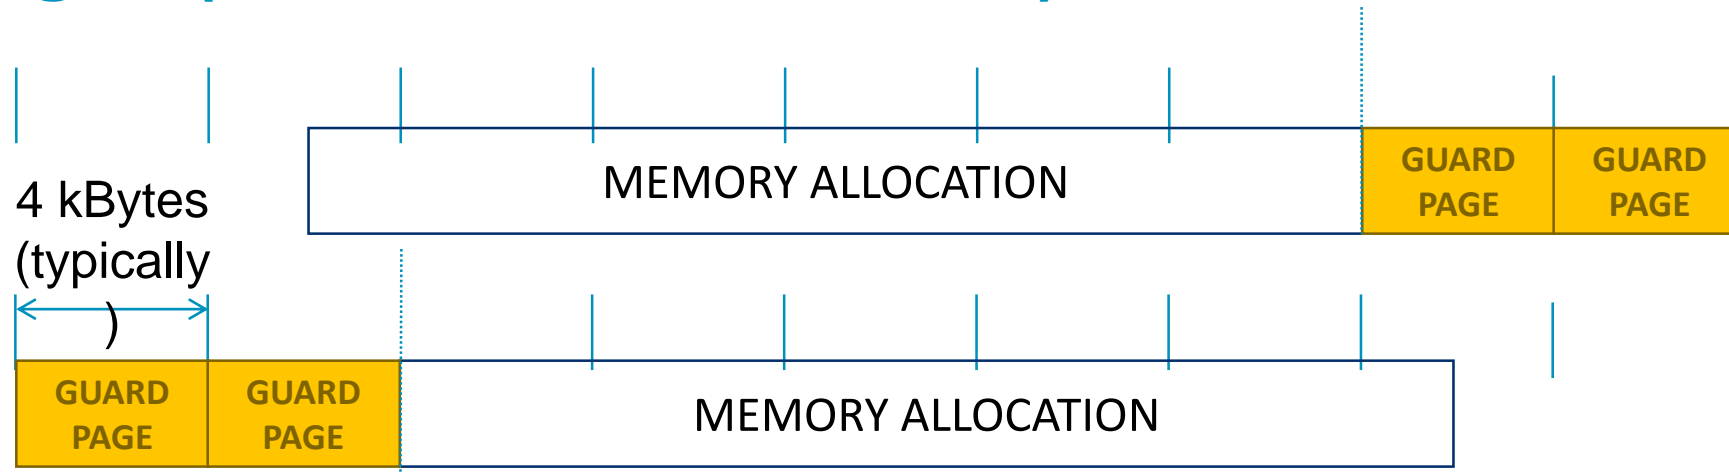 MEMORY ALLOCATION
GUARD
PAGE
GUARD
PAGE
4 kBytes
(typically
)
GUARD
PAGE
GUARD
PAGE
MEMORY ALLOCATION